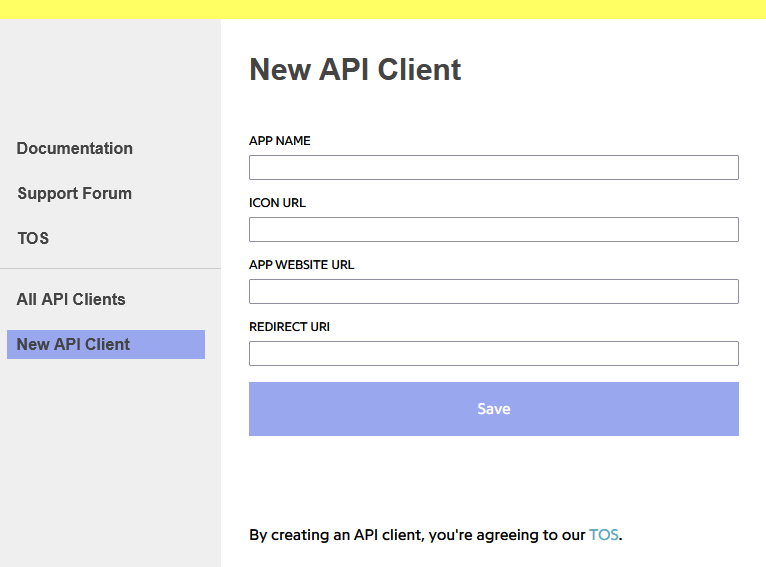 New API Client
Documentation
Support Forum
TOS
All API Clients
New API Client
APP NAME
ICON URL
APP WEBSITE URL
REDIRECT URI
Save
By creating an API client, you're agreeing to our TOS.